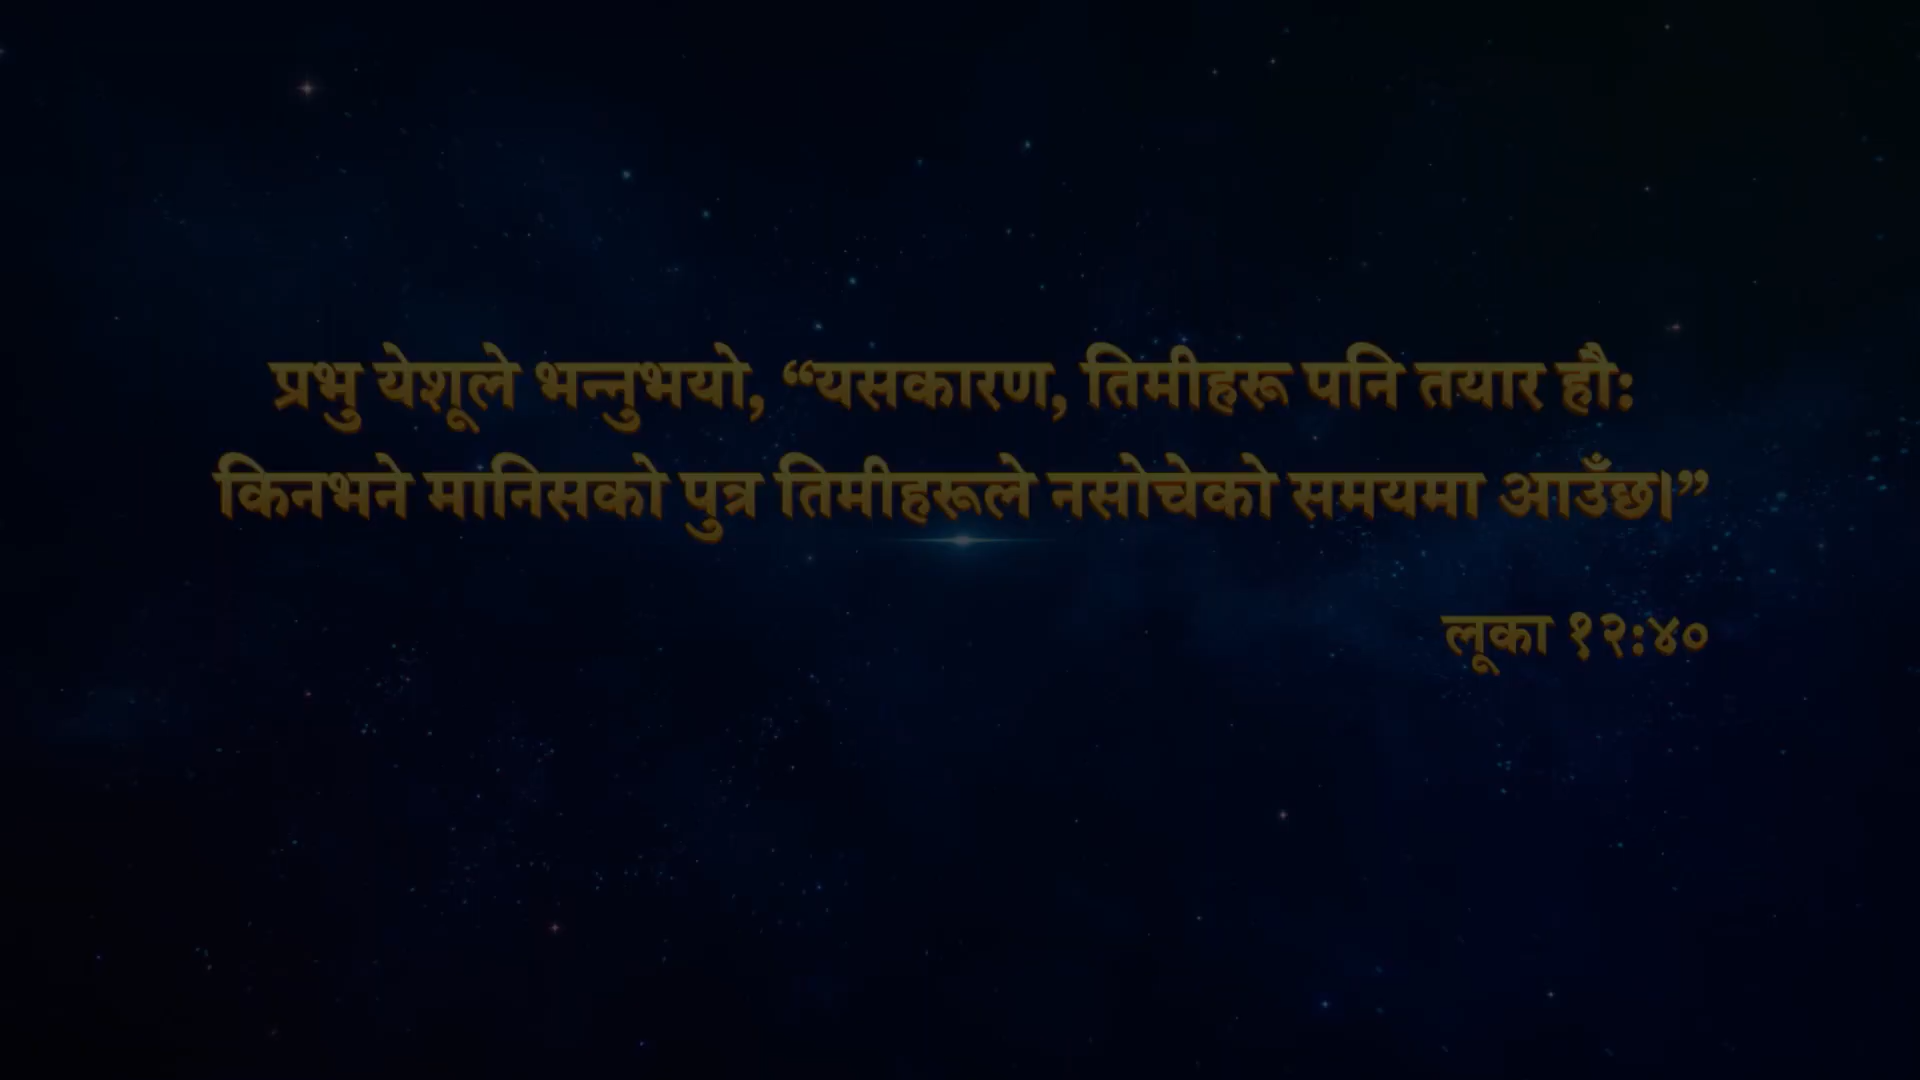 प्रभु येशूले भन्नुभयो, “यसकारण, तिमीहरू पनि तयार हौ:
किनभने मानिसको पुत्र तिमीहरूले नसोचेको समयमा आउँछ।”
लूका १२:४०